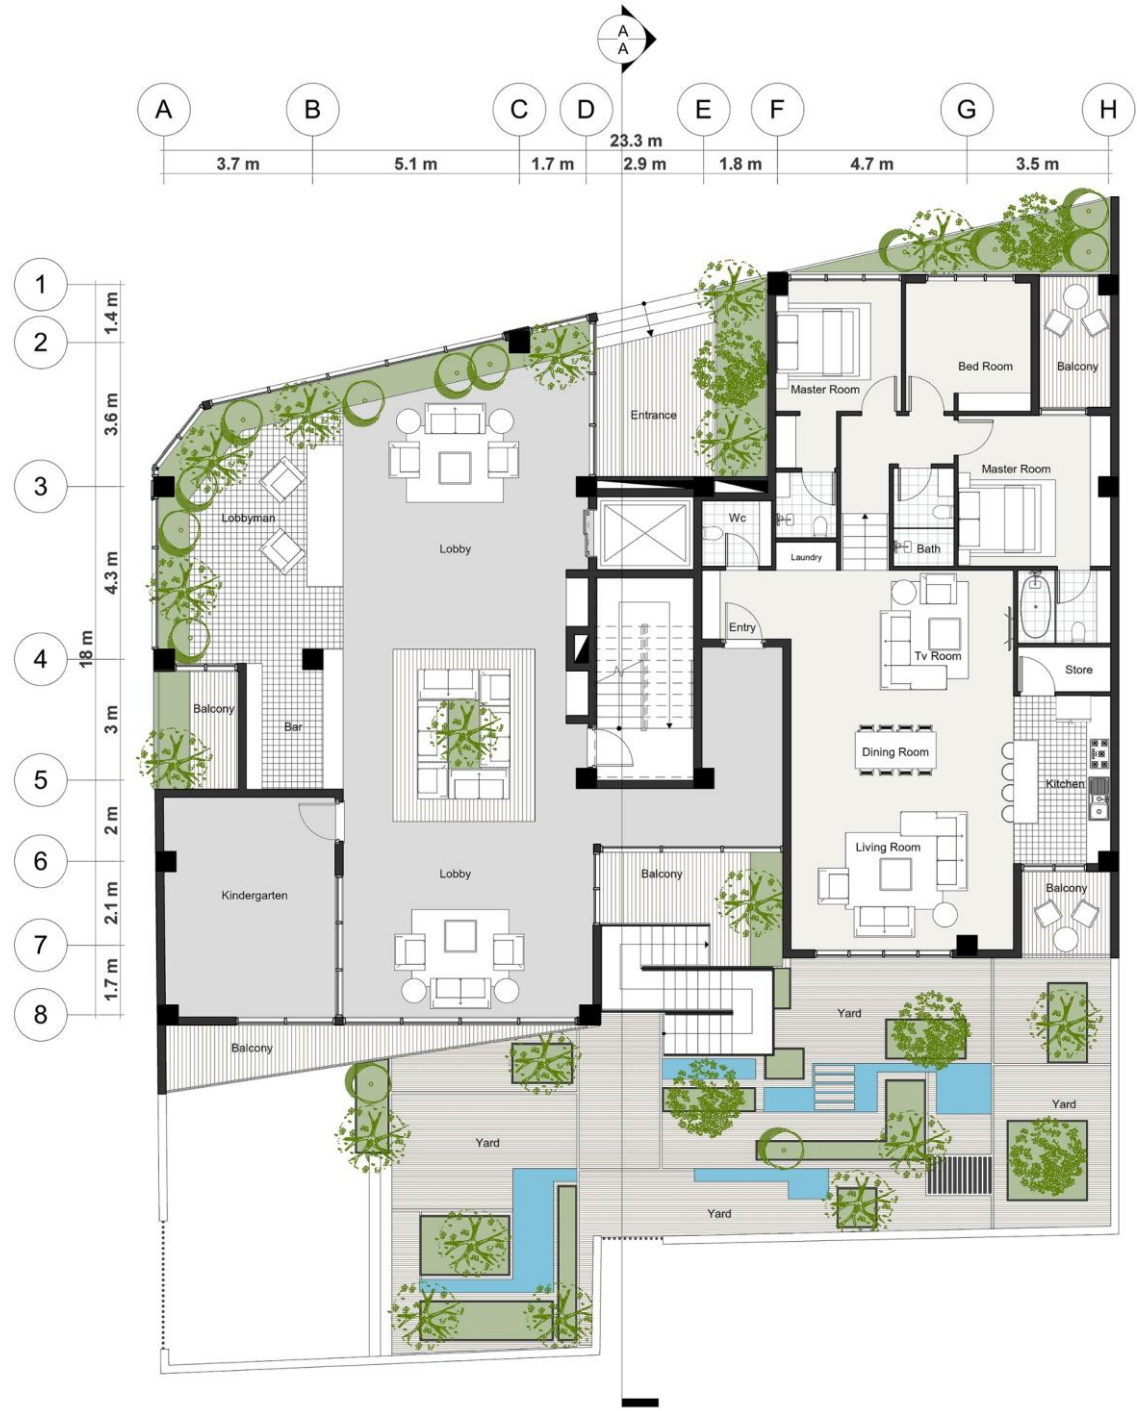 A
A
A
B
C
D
E
F
G
H
23.3 m
3.7 m
5.1 m
1.7 m
2.9 m
1.8 m
4.7 m
3.5 m
1
2
3
4
5
6
7
8
1.4 m
3.6 m
4.3 m
18 m
3 m
2 m
2.1 m
1.7 m
Bed Room
Balcony
Master Room
Entrance
Master Room
Lobbyman
Wc
Lobby
Laundry
Bath
Entry
Tv Room
Store
Balcony
Bar
Dining Room
Kitchen
Living Room
Lobby
Balcony
Balcony
Kindergarten
Yard
Balcony
Yard
Yard
Yard